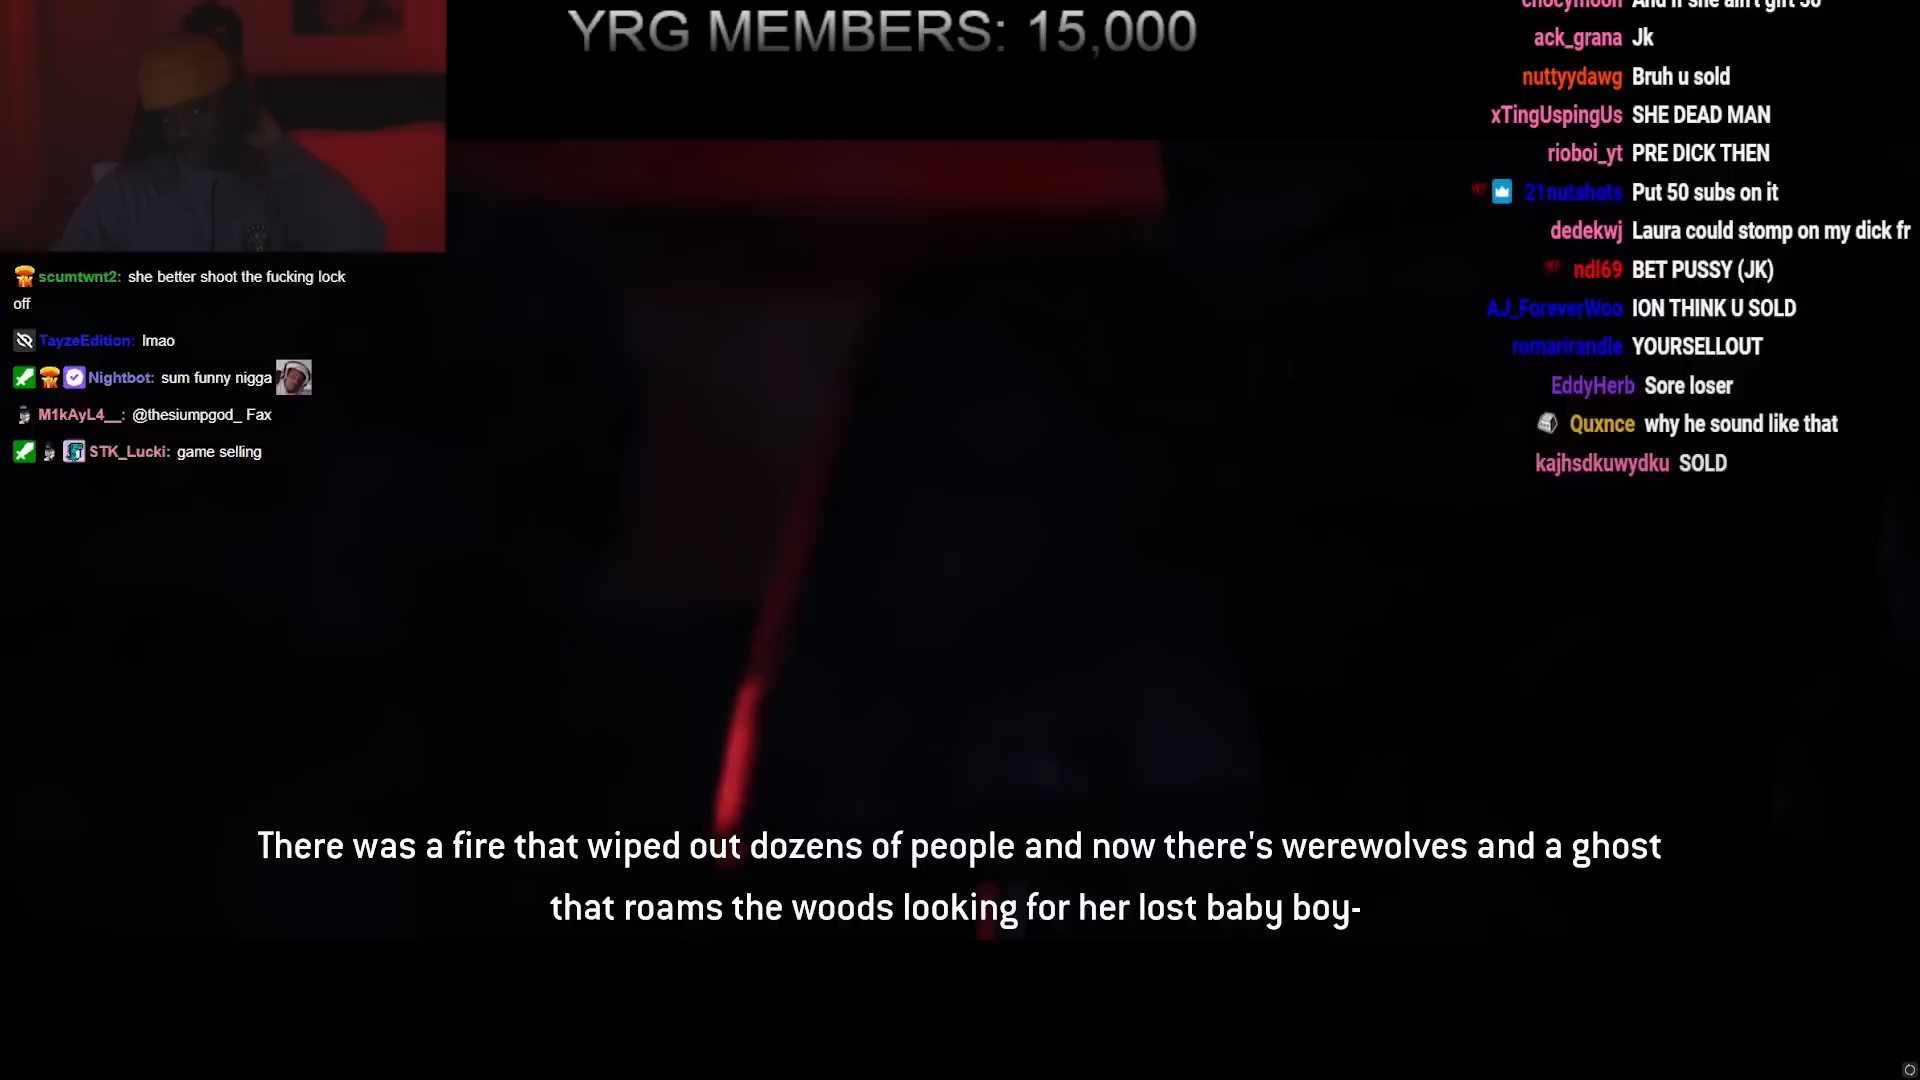 YRG MEMBERS: 15,000
ack_grana Jk
nuttyydawg Bruh u sold
xTingUspingUs SHE DEAD MAN
rioboi_yt PRE DICK THEN
21nutshots Put 50 subs on it
dedekwj Laura could stomp on my dick fr
ndl69 BET PUSSY (JK)
AJ_ForeverWoo ION THINK U SOLD
romarirandle YOURSELLOUT
EddyHerb Sore loser
Quxnce why he sound like that
kajhsdkuwydku SOLD
scumtwnt2: she better shoot the fucking lock
off
TayzeEdition: lmao
Nightbot: sum funny nigga
M1kAyL4__: @thesiumpgod_ Fax
STK_Lucki: game selling
There was a fire that wiped out dozens of people and now there's werewolves and a ghost
that roams the woods looking for her lost baby boy-